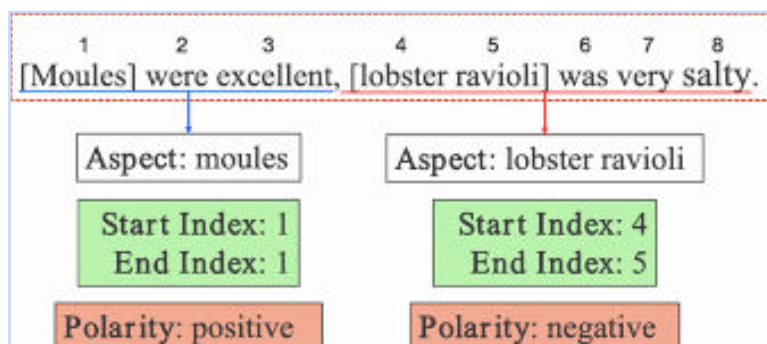 1 2 3 4 5 6 7 8
[Moules] were excellent, [lobster ravioli] was very salty.
Aspect: moules
Aspect: lobster ravioli
Start Index: 1
End Index: 1
Start Index: 4
End Index: 5
Polarity: positive
Polarity: negative